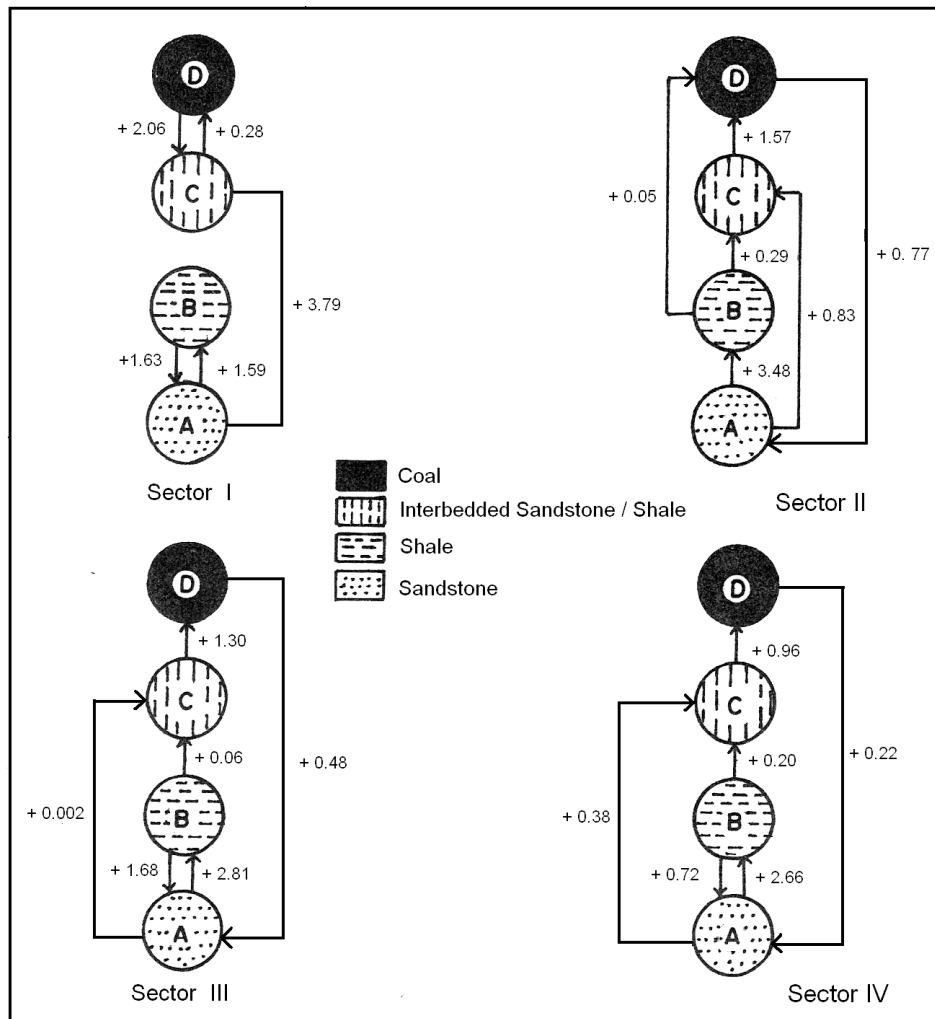 D
+ 2.06
+ 0.28
C
B
+ 3.79
+1.63
+ 1.59
A
Sector I
D
+ 1.57
C
+ 0.05
+ 0.29
+ 0.77
B
+ 0.83
+ 3.48
A
Sector II
Coal
Interbedded Sandstone / Shale
Shale
Sandstone
D
+ 1.30
C
+ 0.06
+ 0.48
+ 0.002
B
+ 1.68
+ 2.81
A
Sector III
D
+ 0.96
C
+ 0.20
+ 0.22
+ 0.38
B
+ 0.72
+ 2.66
A
Sector IV